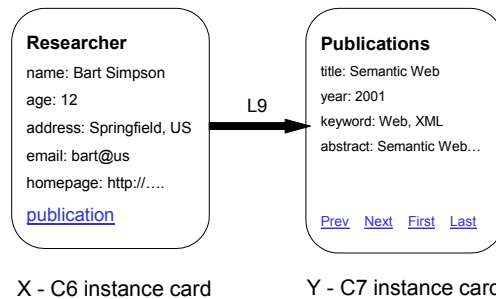 Researcher
name: Bart Simpson
age: 12
address: Springfield, US
email: bart@us
homepage: http://….
publication
L9
Publications
title: Semantic Web
year: 2001
keyword: Web, XML
abstract: Semantic Web…
Prev Next First Last
X - C6 instance card
Y - C7 instance card